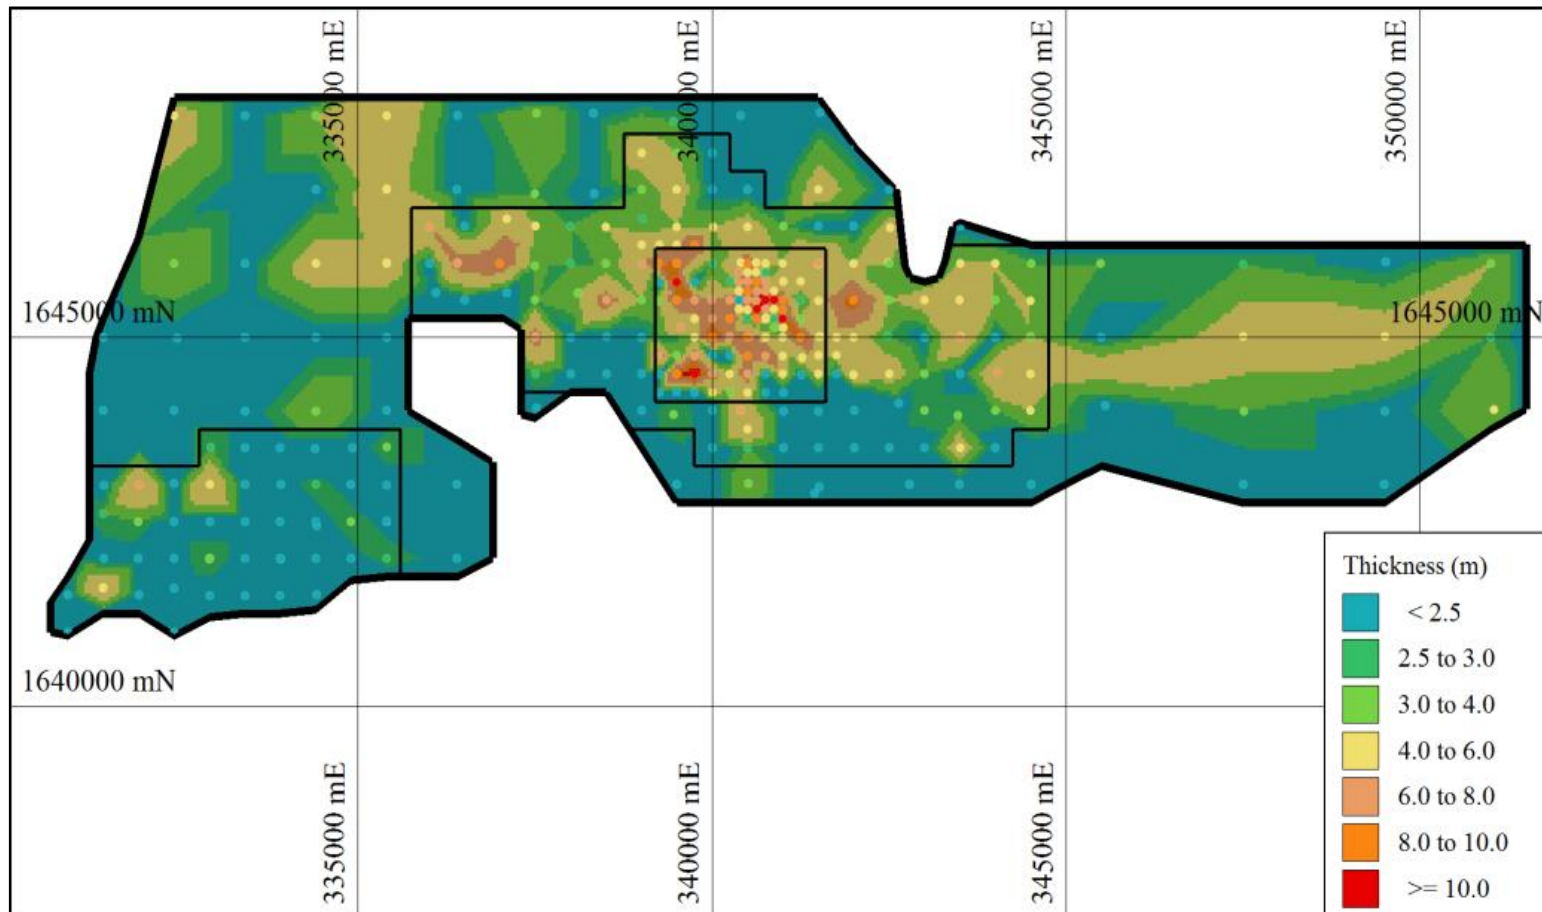 335000 mE
340000 mE
345000 mE
350000 mE
1645000 mN
1645000 mN
1640000 mN
335000 mE
340000 mE
345000 mE
Thickness (m)
< 2.5
2.5 to 3.0
3.0 to 4.0
4.0 to 6.0
6.0 to 8.0
8.0 to 10.0
>= 10.0